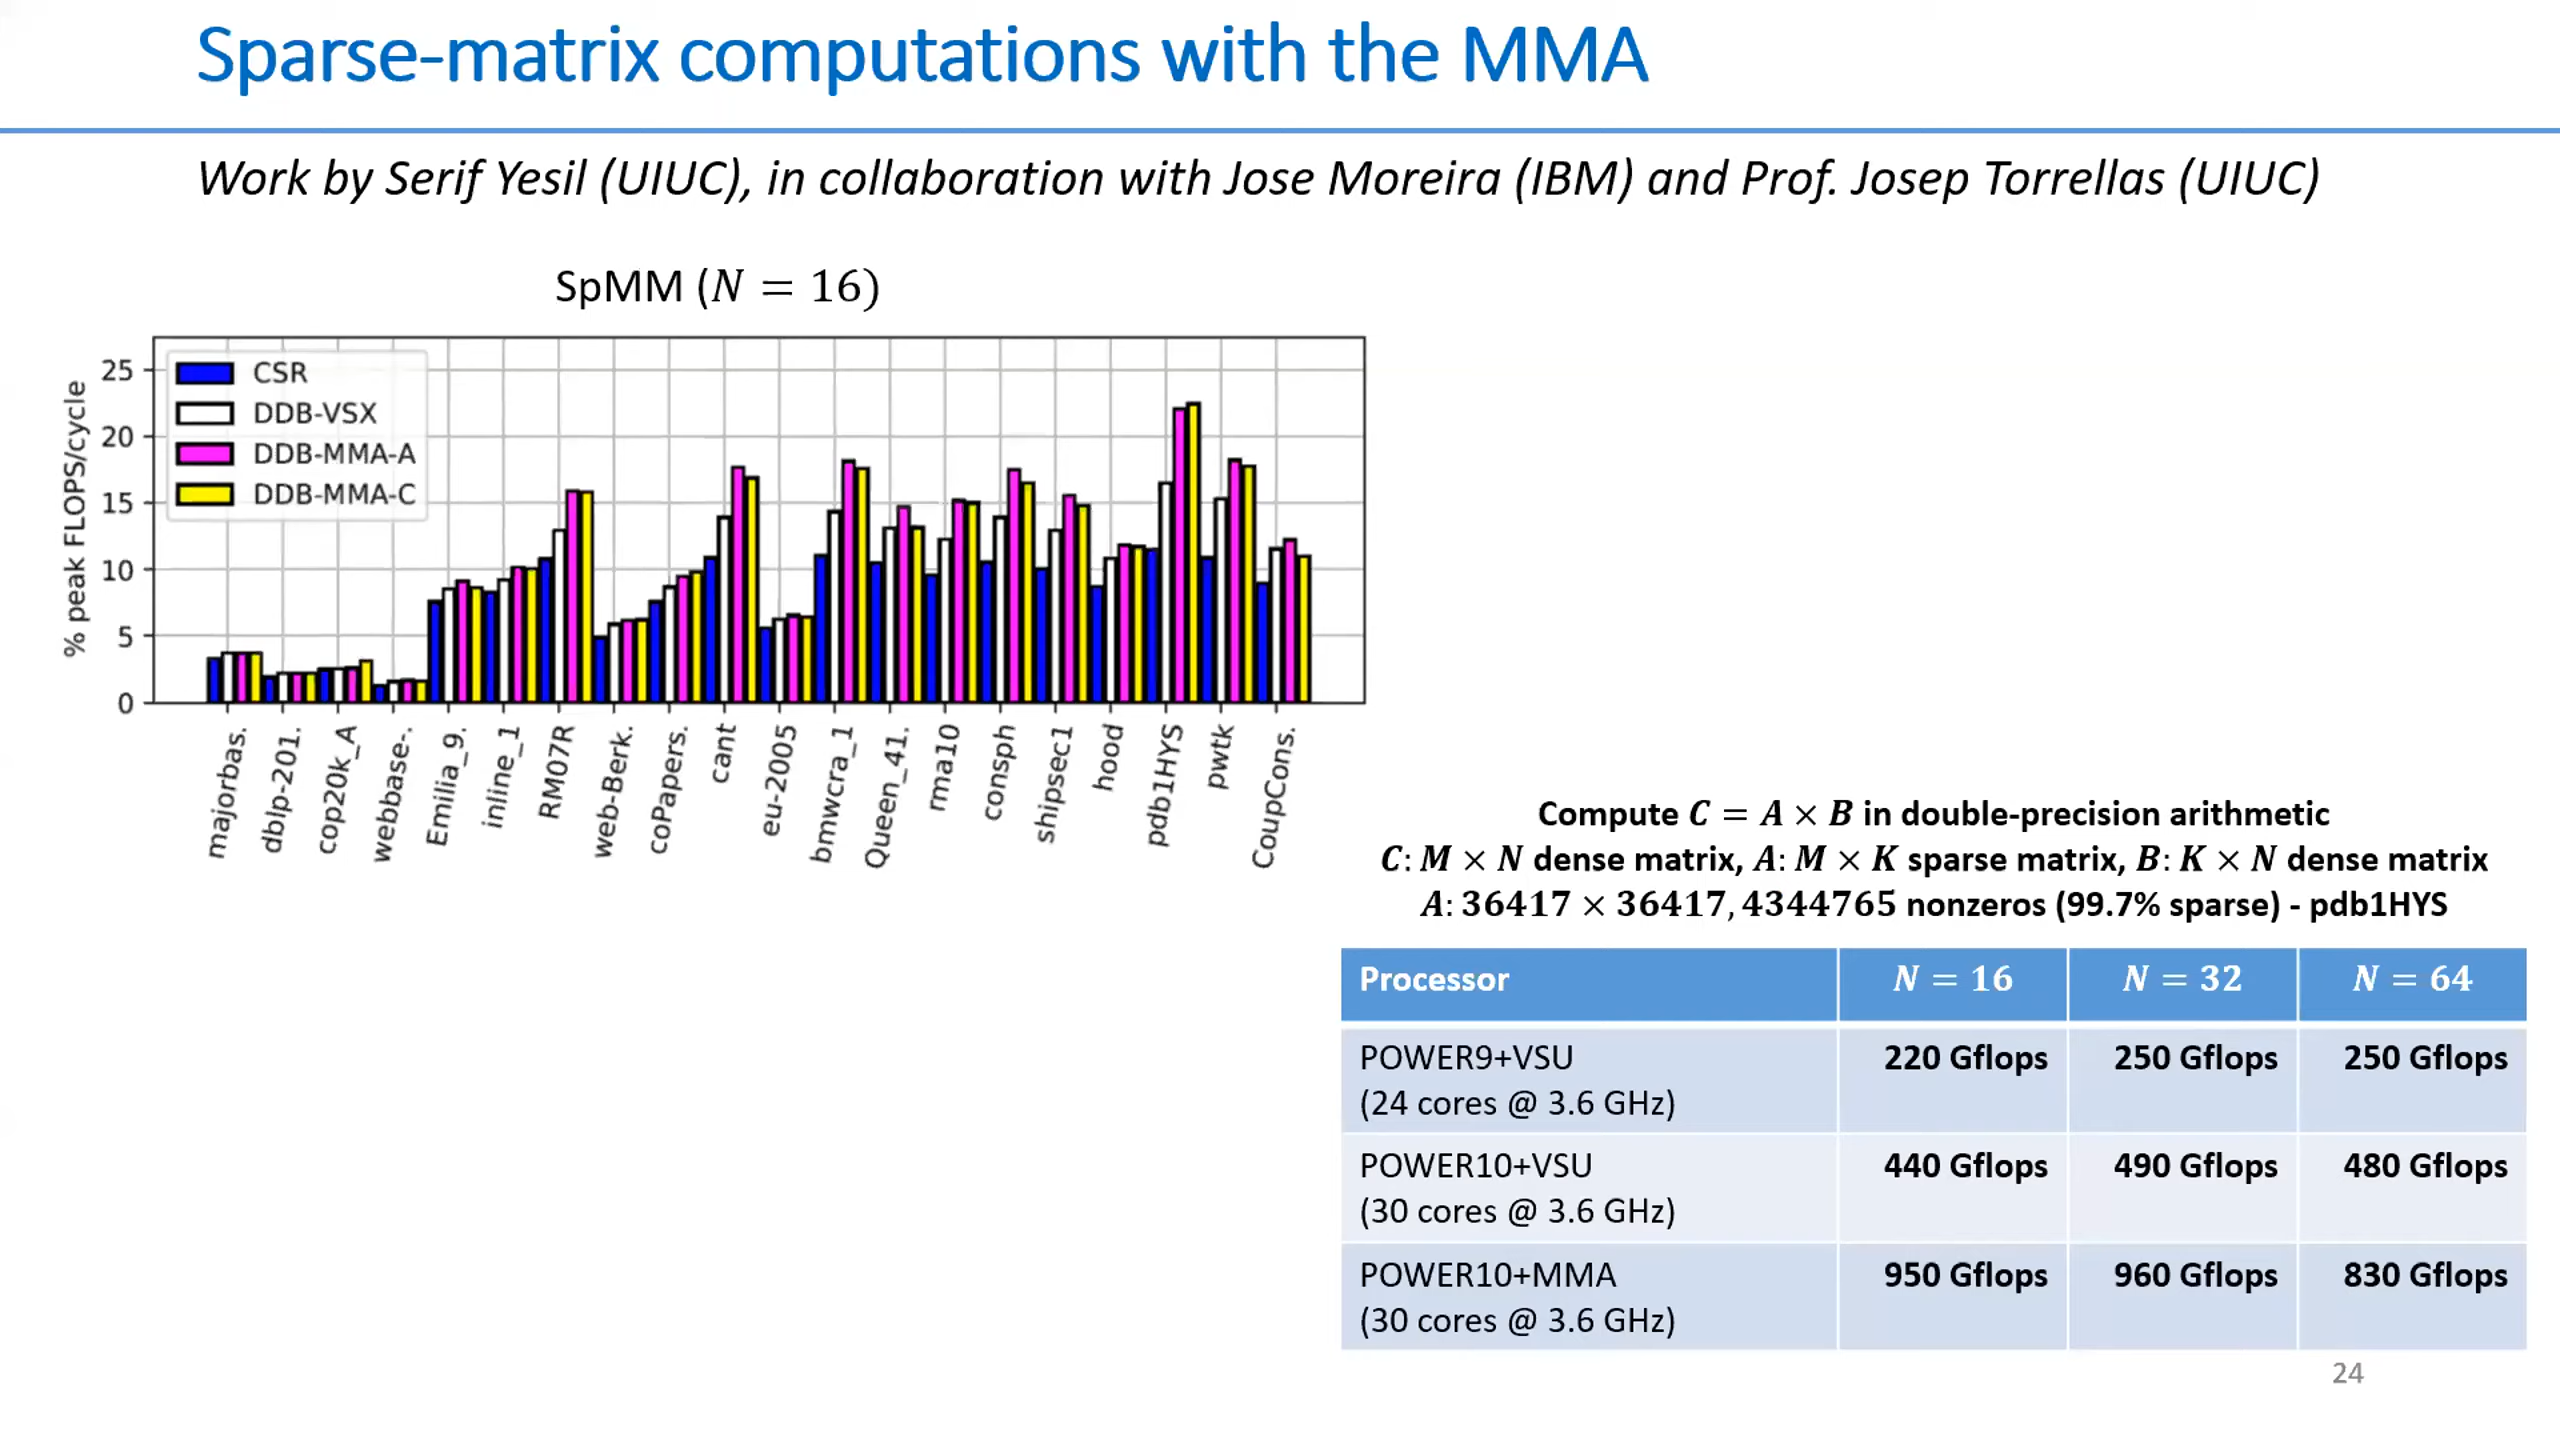 Sparse-matrix computations with the MMA
Work by Serif Yesil (UIUC), in collaboration with Jose Moreira (IBM) and Prof. Josep Torrellas (UIUC)
SpMM (N = 16)
% peak FLOPS/cycle
25
20
15
10
5
0
CSR
DDB-VSX
DDB-MMA-A
DDB-MMA-C
majorbas.
dblp-201.
cop20k_A
webbase-.
Emilia_9.
inline_1
RM07R
web-Berk.
coPapers.
cant
eu-2005
bmwcra_1
Queen_41.
rma10
consph
shipsec1
hood
pdb1HYS
pwtk
CoupCons.
Compute C = A × B in double-precision arithmetic
C: M × N dense matrix, A: M × K sparse matrix, B: K × N dense matrix
A: 36417 × 36417, 4344765 nonzeros (99.7% sparse) - pdb1HYS
Processor N = 16 N = 32 N = 64
POWER9+VSU 220 Gflops 250 Gflops 250 Gflops
(24 cores @ 3.6 GHz)
POWER10+VSU 440 Gflops 490 Gflops 480 Gflops
(30 cores @ 3.6 GHz)
POWER10+MMA 950 Gflops 960 Gflops 830 Gflops
(30 cores @ 3.6 GHz)
24